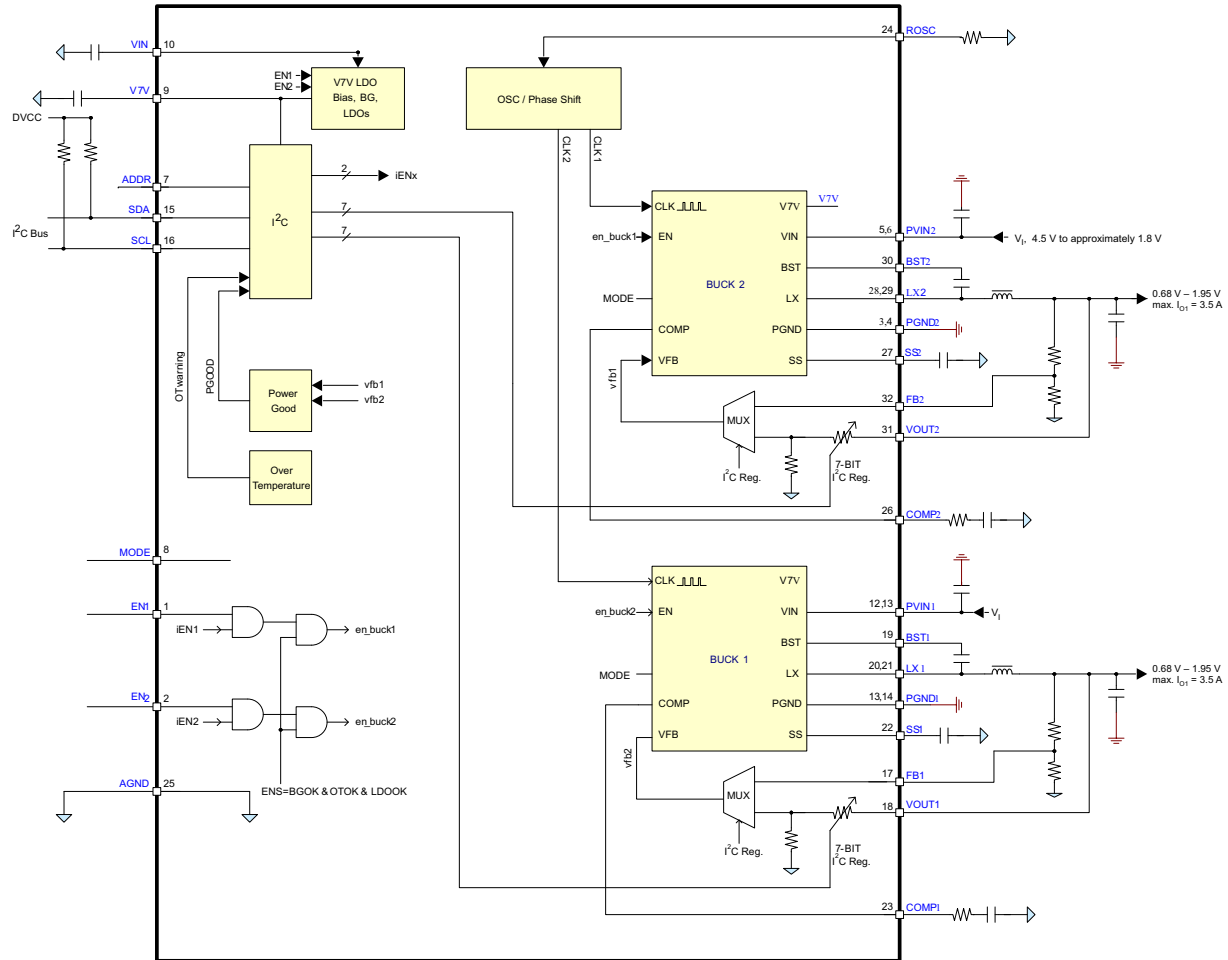 VIN
10
V7V
9
DVCC
ADDR
7
SDA
15
I2C Bus
SCL
16
EN1
EN2
V7V LDO
Bias, BG,
LDOs
I2C
2
iENx
7
7
OT warning
PGOOD
Power
Good
vfb1
vfb2
Over
Temperature
MODE
8
EN1
1
iEN1
en_buck1
EN2
2
iEN2
en_buck2
AGND
25
ENS=BGOK & OTOK & LDOOK
24
ROSC
OSC / Phase Shift
CLK2
CLK1
CLK
V7V
V7V
en_buck1
EN
VIN
5,6
PVIN2
VI, 4.5 V to approximately 1.8 V
BST
30
BST2
BUCK 2
MODE
LX
28,29
LX2
0.68 V – 1.95 V
max. IO1 = 3.5 A
COMP
PGND
3,4
PGND2
VFB
SS
27
SS2
vfb1
MUX
32
FB2
31
VOUT2
I2C Reg.
7-BIT
I2C Reg.
26
COMP2
CLK
V7V
en_buck2
EN
VIN
12,13
PVIN1
VI
BST
19
BST1
BUCK 1
MODE
LX
20,21
LX1
0.68 V – 1.95 V
max. IO1 = 3.5 A
COMP
PGND
13,14
PGND1
VFB
SS
22
SS1
vfb2
MUX
17
FB1
18
VOUT1
I2C Reg.
7-BIT
I2C Reg.
23
COMP1